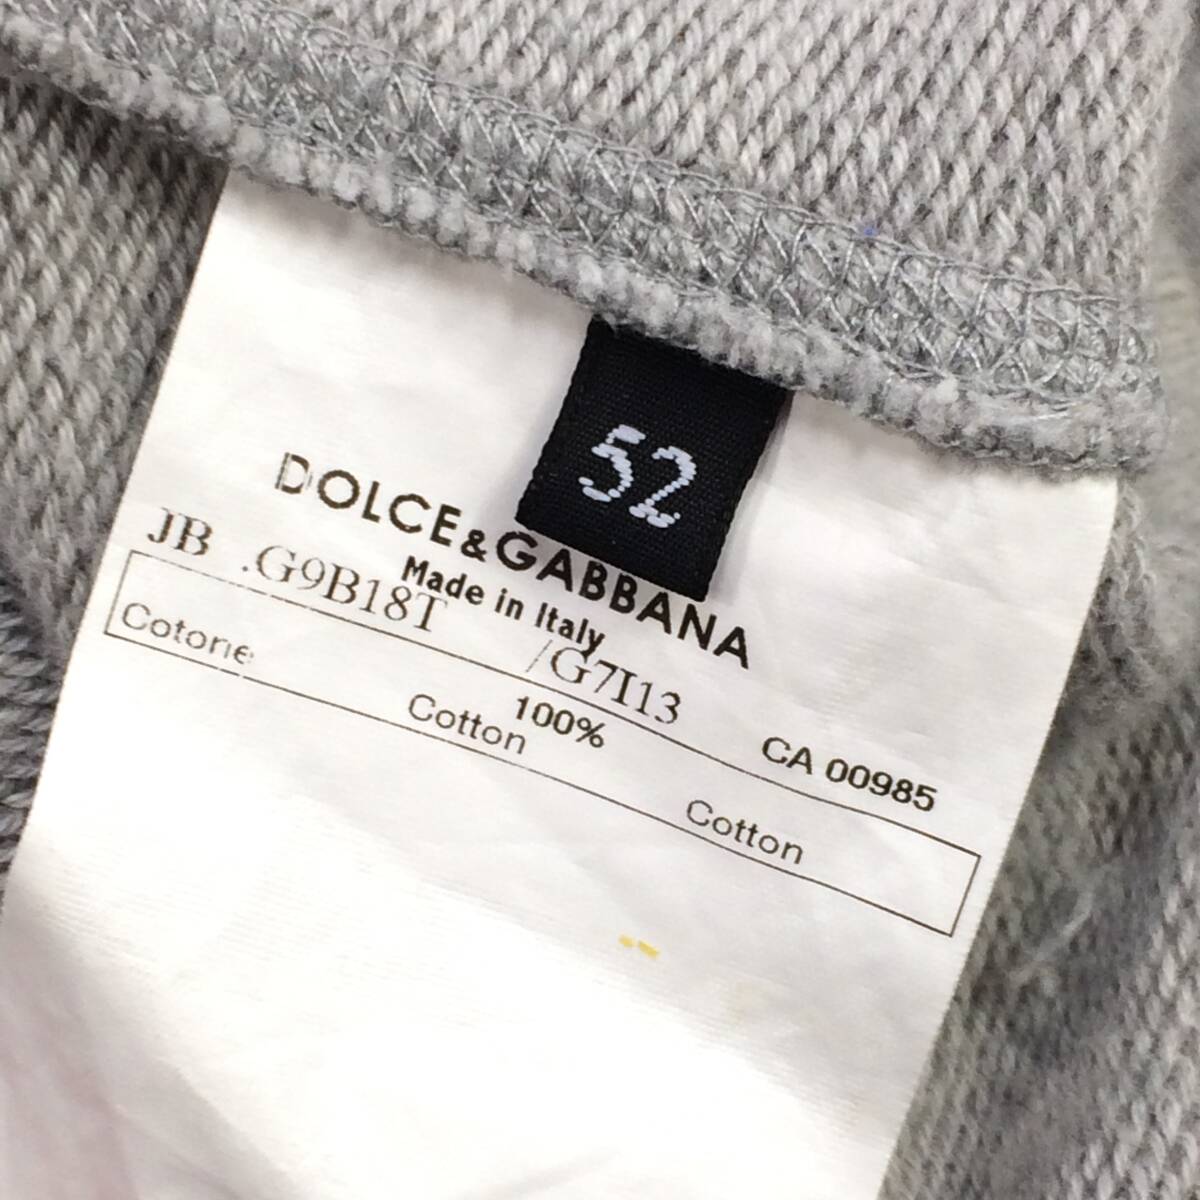 52
DOLCE&GABBANA
Made in Italy
JB .G9B18T /G7I13 CA 00985
Cotone 100%
Cotton
Cotton